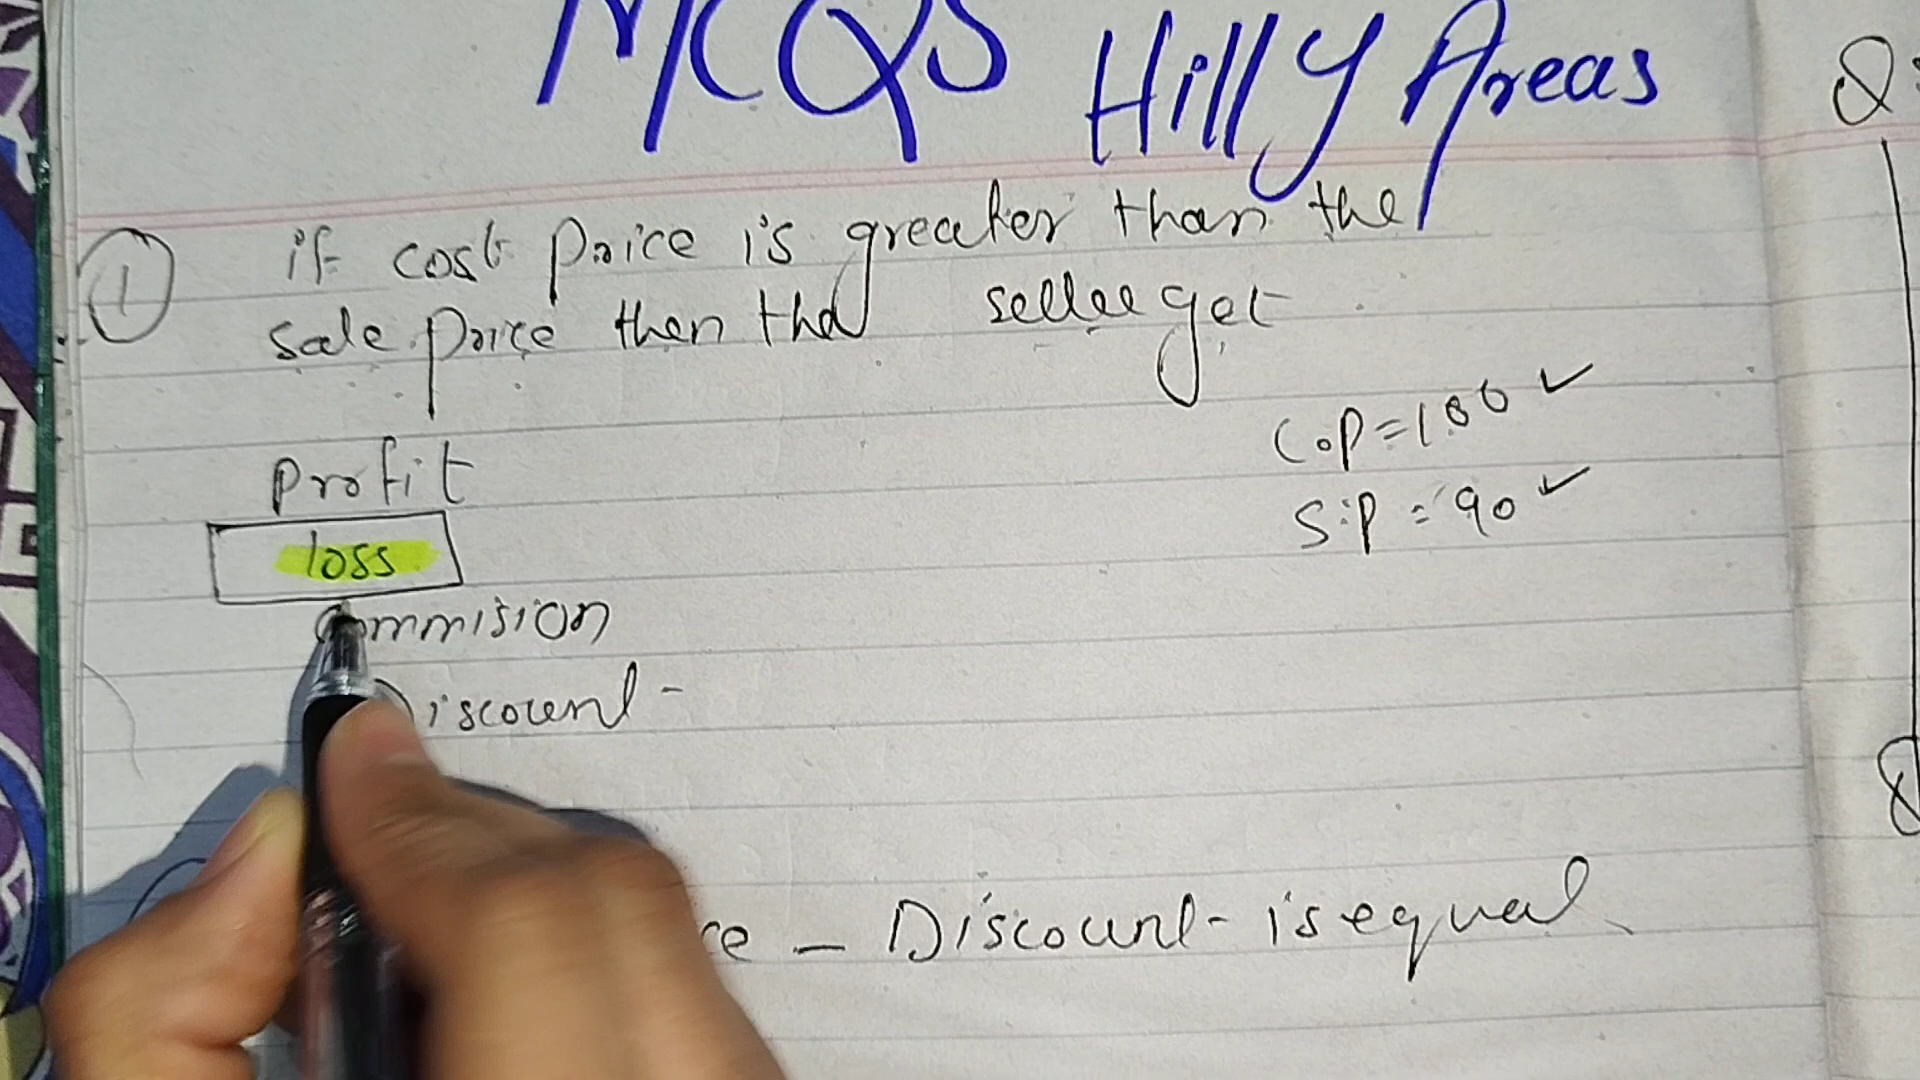 MCQS Hilly Areas
① if cost price is greater than the
sale price then the seller get
Profit
loss
Commision
Discount
C.P=100 ✓
S.P=90 ✓
- Discount is equal